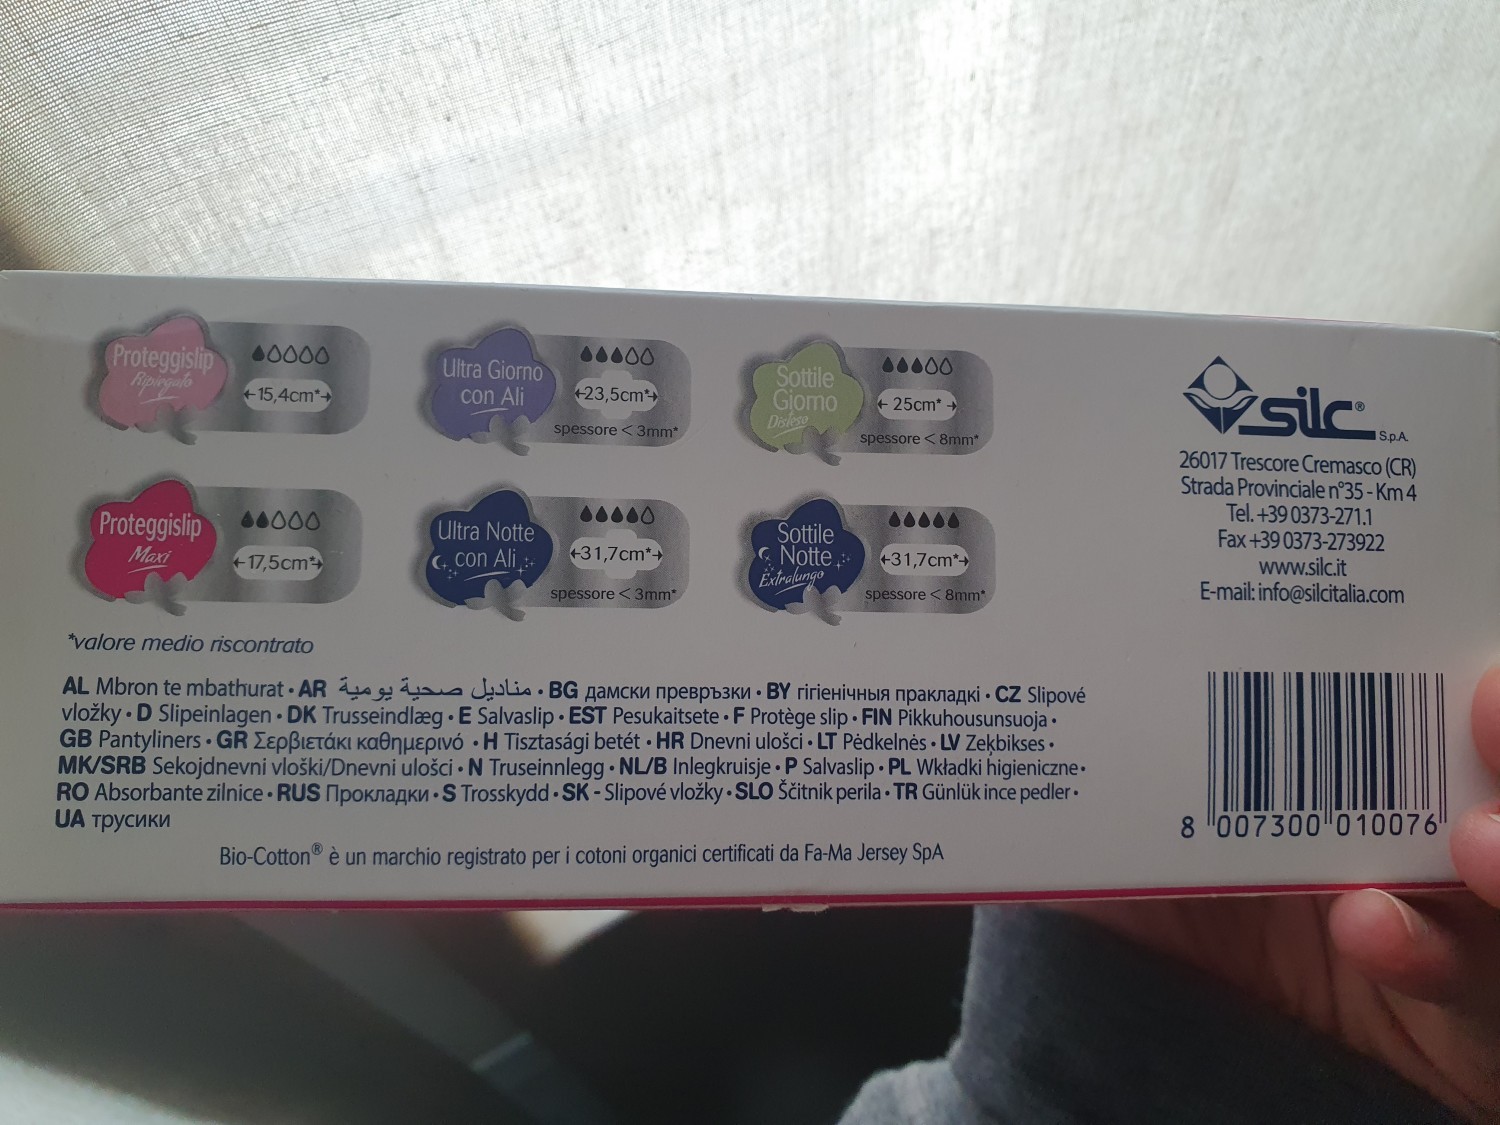 Proteggislip
Ripiegato
←15,4cm*→
Ultra Giorno
con Ali
←23,5cm*→
spessore < 3mm*
Sottile
Giorno
Disteso
← 25cm* →
spessore < 8mm*
Proteggislip
Maxi
←17,5cm*→
Ultra Notte
con Ali
←31,7cm*→
spessore < 3mm*
Sottile
Notte
Extralungo
←31,7cm*→
spessore < 8mm*
*valore medio riscontrato
silc®
S.p.A.
26017 Trescore Cremasco (CR)
Strada Provinciale n°35 - Km 4
Tel. +39 0373-271.1
Fax +39 0373-273922
www.silc.it
E-mail: info@silcitalia.com
AL Mbron te mbathurat • AR مناديل صحية يومية • BG дамски превръзки • BY гігіенічныя пракладкі • CZ Slipové
vložky • D Slipeinlagen • DK Trusseindlæg • E Salvaslip • EST Pesukaitsete • F Protège slip • FIN Pikkuhousunsuoja •
GB Pantyliners • GR Σερβιετάκι καθημερινό • H Tisztasági betét • HR Dnevni ulošci • LT Pėdkelnės • LV Zeķbikses •
MK/SRB Sekojdnevni vloški/Dnevni ulošci • N Truseinnlegg • NL/B Inlegkruisje • P Salvaslip • PL Wkładki higieniczne •
RO Absorbante zilnice • RUS Прокладки • S Trosskydd • SK - Slipové vložky • SLO Ščitnik perila • TR Günlük ince pedler •
UA трусики
Bio-Cotton® è un marchio registrato per i cotoni organici certificati da Fa-Ma Jersey SpA
8 007300 010076